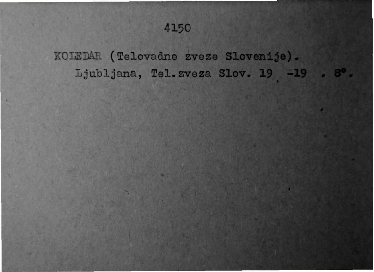 4150
KOLEDAR (Telovadne zveze Slovenije).
Ljubljana, Tel.zveza Slov. 19 -19 . 8°.